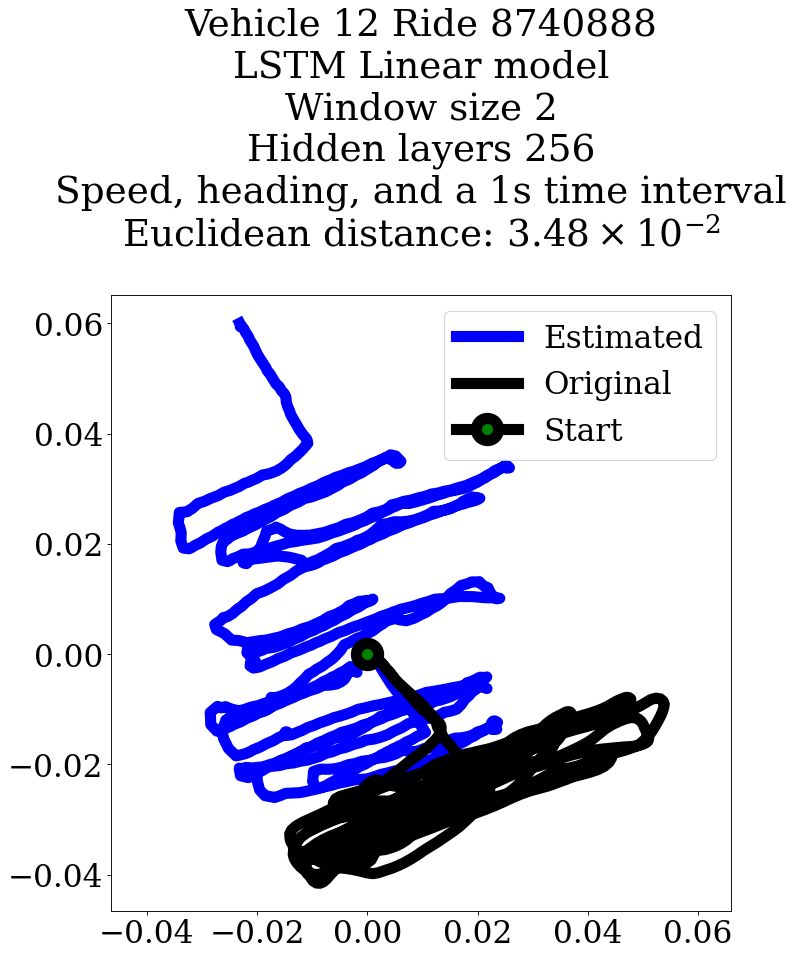 Vehicle 12 Ride 8740888
LSTM Linear model
Window size 2
Hidden layers 256
Speed, heading, and a 1s time interval
Euclidean distance: 3.48 × 10⁻²
Estimated
Original
Start
0.06
0.04
0.02
0.00
−0.02
−0.04
−0.04 −0.02 0.00 0.02 0.04 0.06